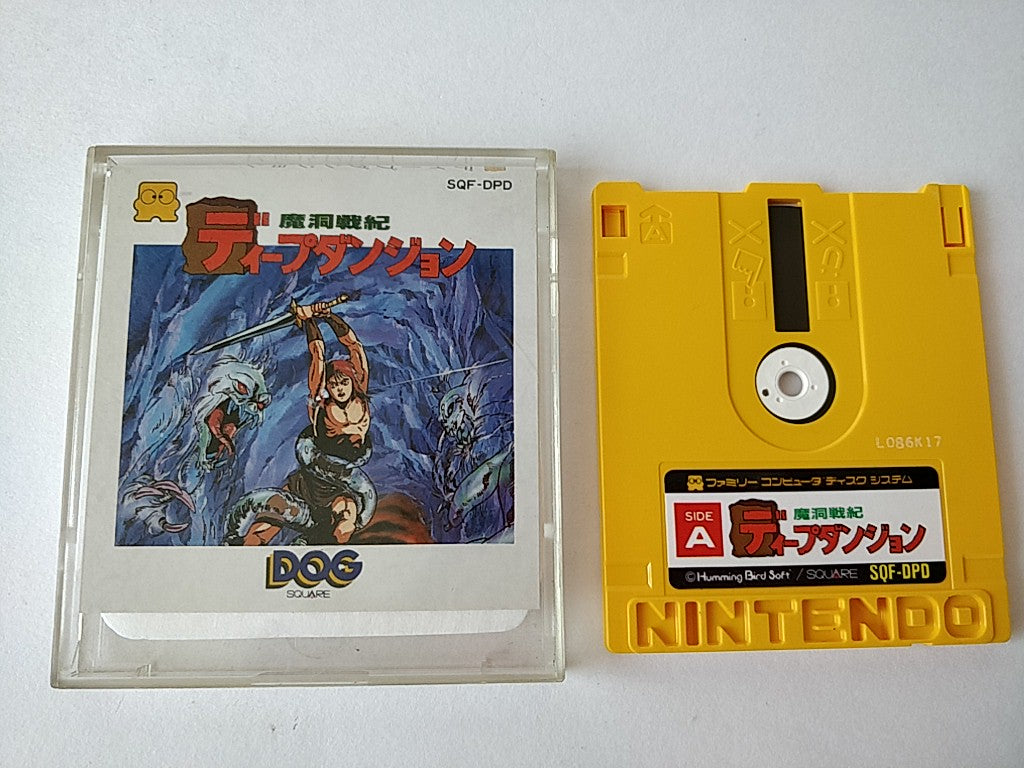 SQF-DPD
魔洞戦紀
ディープダンジョン
DOG
SQUARE
A
L086K17
ファミリー コンピュータ ディスク システム
SIDE
A
魔洞戦紀
ディープダンジョン
©Humming Bird Soft / SQUARE SQF-DPD
NINTENDO